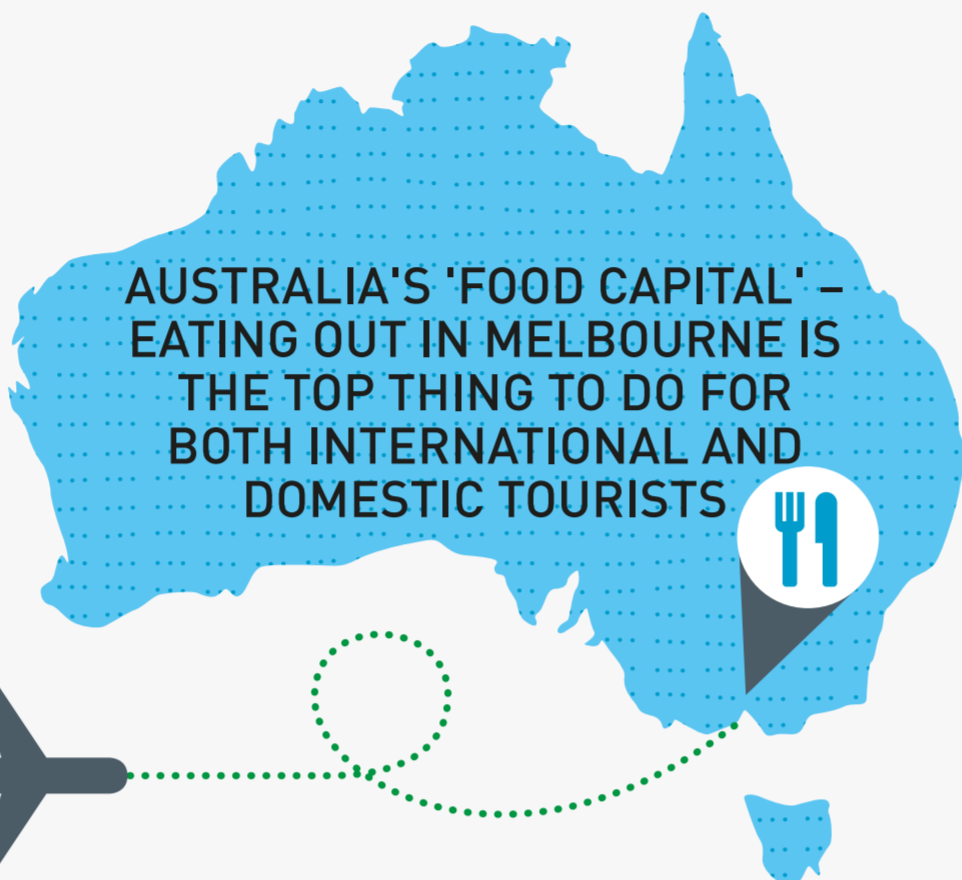 AUSTRALIA'S 'FOOD CAPITAL' –
EATING OUT IN MELBOURNE IS
THE TOP THING TO DO FOR
BOTH INTERNATIONAL AND
DOMESTIC TOURISTS